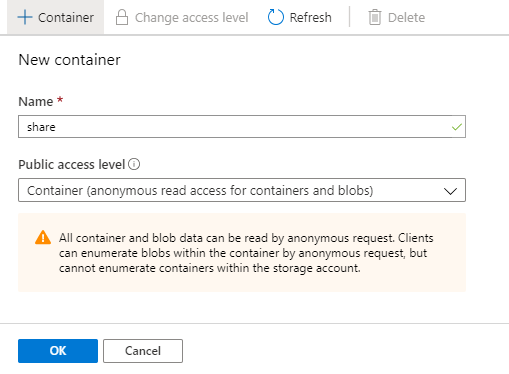 + Container Change access level Refresh Delete
New container
Name *
share
Public access level
Container (anonymous read access for containers and blobs)
All container and blob data can be read by anonymous request. Clients
can enumerate blobs within the container by anonymous request, but
cannot enumerate containers within the storage account.
OK Cancel